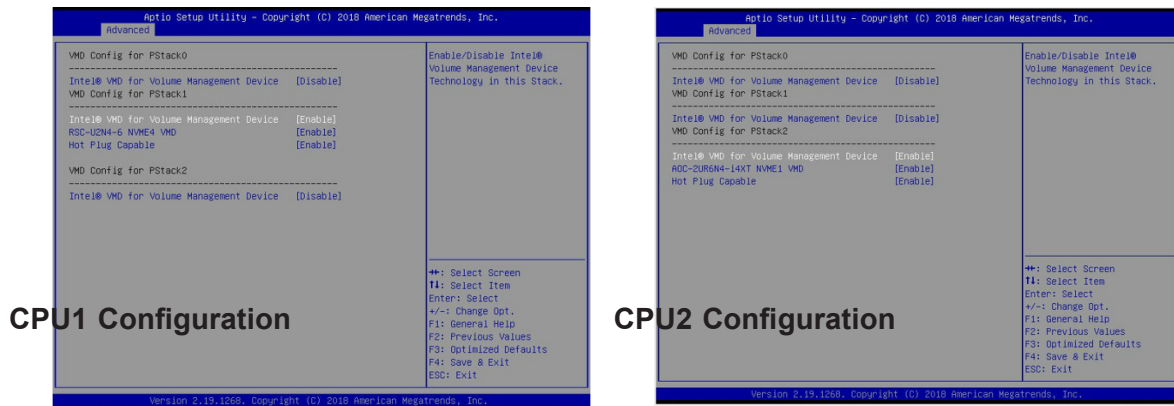 Aptio Setup Utility – Copyright (C) 2018 American Megatrends, Inc.
Advanced
VMD Config for PStack0
--------------------------------------------------
Intel® VMD for Volume Management Device [Disable]
VMD Config for PStack1
--------------------------------------------------
Intel® VMD for Volume Management Device [Enable]
RSC-U2N4-6 NVME4 VMD [Enable]
Hot Plug Capable [Enable]
VMD Config for PStack2
--------------------------------------------------
Intel® VMD for Volume Management Device [Disable]
Enable/Disable Intel®
Volume Management Device
Technology in this Stack.
→←: Select Screen
↑↓: Select Item
Enter: Select
+/-: Change Opt.
F1: General Help
F2: Previous Values
F3: Optimized Defaults
F4: Save & Exit
ESC: Exit
Version 2.19.1268. Copyright (C) 2018 American Megatrends, Inc.
CPU1 Configuration
Aptio Setup Utility – Copyright (C) 2018 American Megatrends, Inc.
Advanced
VMD Config for PStack0
--------------------------------------------------
Intel® VMD for Volume Management Device [Disable]
VMD Config for PStack1
--------------------------------------------------
Intel® VMD for Volume Management Device [Disable]
VMD Config for PStack2
--------------------------------------------------
Intel® VMD for Volume Management Device [Enable]
AOC-2UR6N4-i4XT NVME1 VMD [Enable]
Hot Plug Capable [Enable]
Enable/Disable Intel®
Volume Management Device
Technology in this Stack.
→←: Select Screen
↑↓: Select Item
Enter: Select
+/-: Change Opt.
F1: General Help
F2: Previous Values
F3: Optimized Defaults
F4: Save & Exit
ESC: Exit
Version 2.19.1268. Copyright (C) 2018 American Megatrends, Inc.
CPU2 Configuration